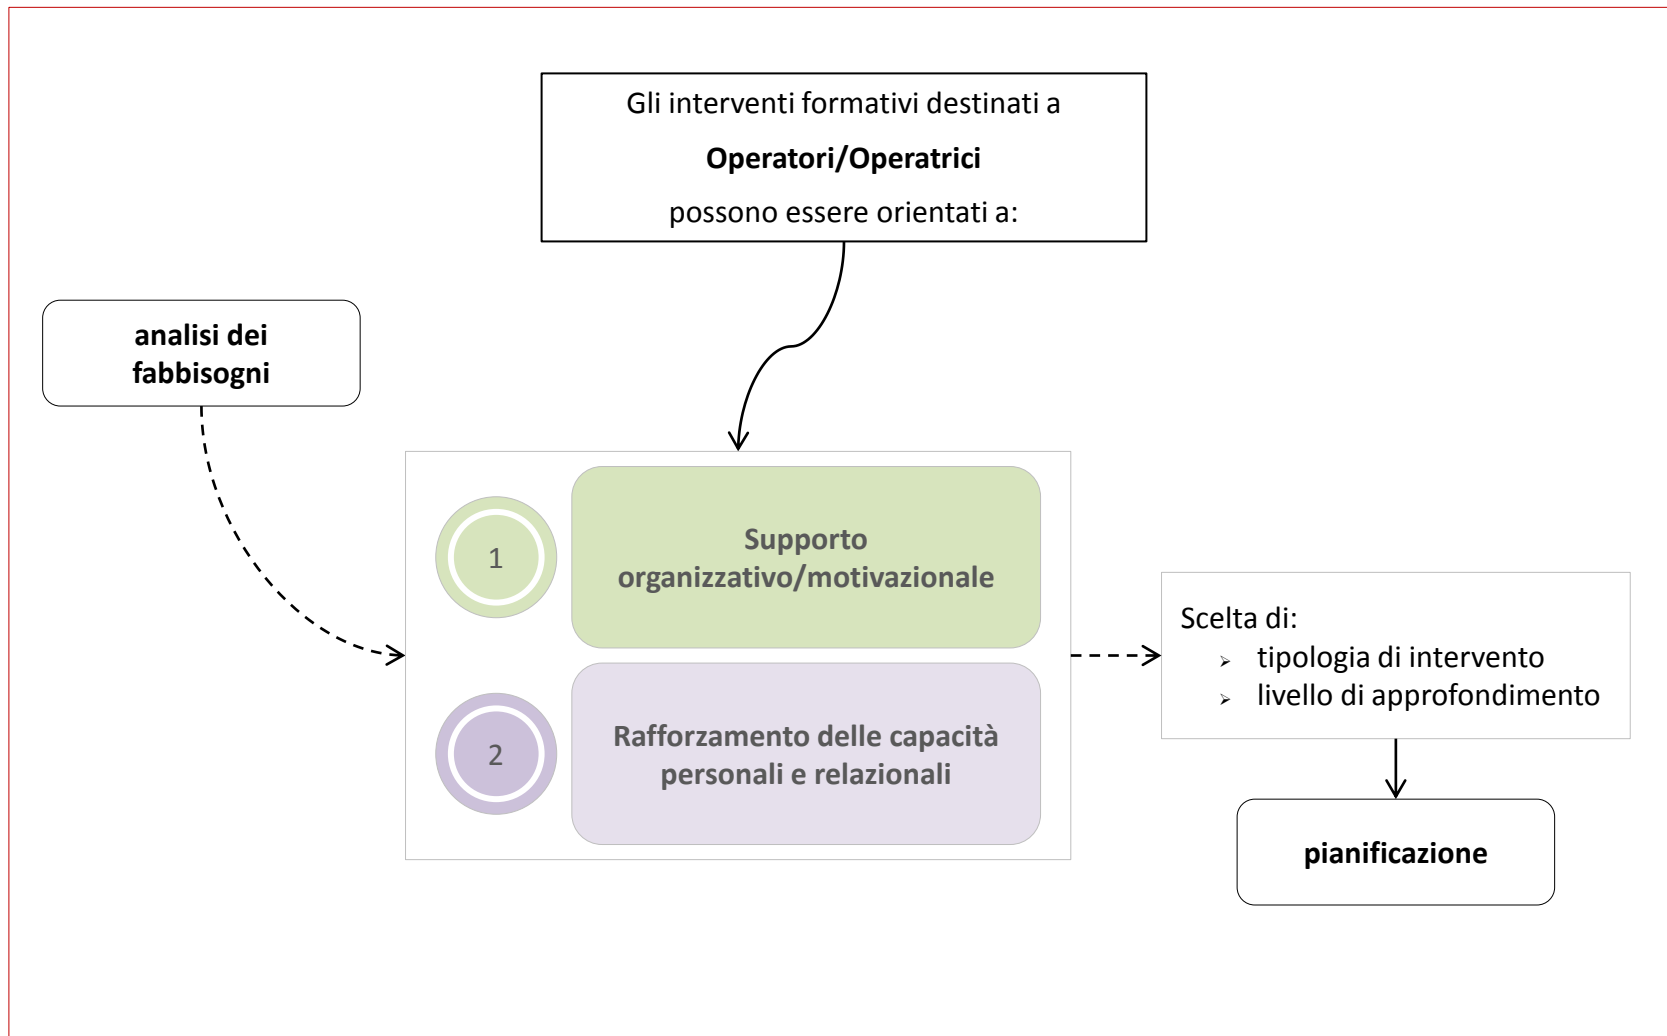 Gli interventi formativi destinati a
Operatori/Operatrici
possono essere orientati a:
analisi dei
fabbisogni
1
Supporto
organizzativo/motivazionale
2
Rafforzamento delle capacità
personali e relazionali
Scelta di:
➢ tipologia di intervento
➢ livello di approfondimento
pianificazione